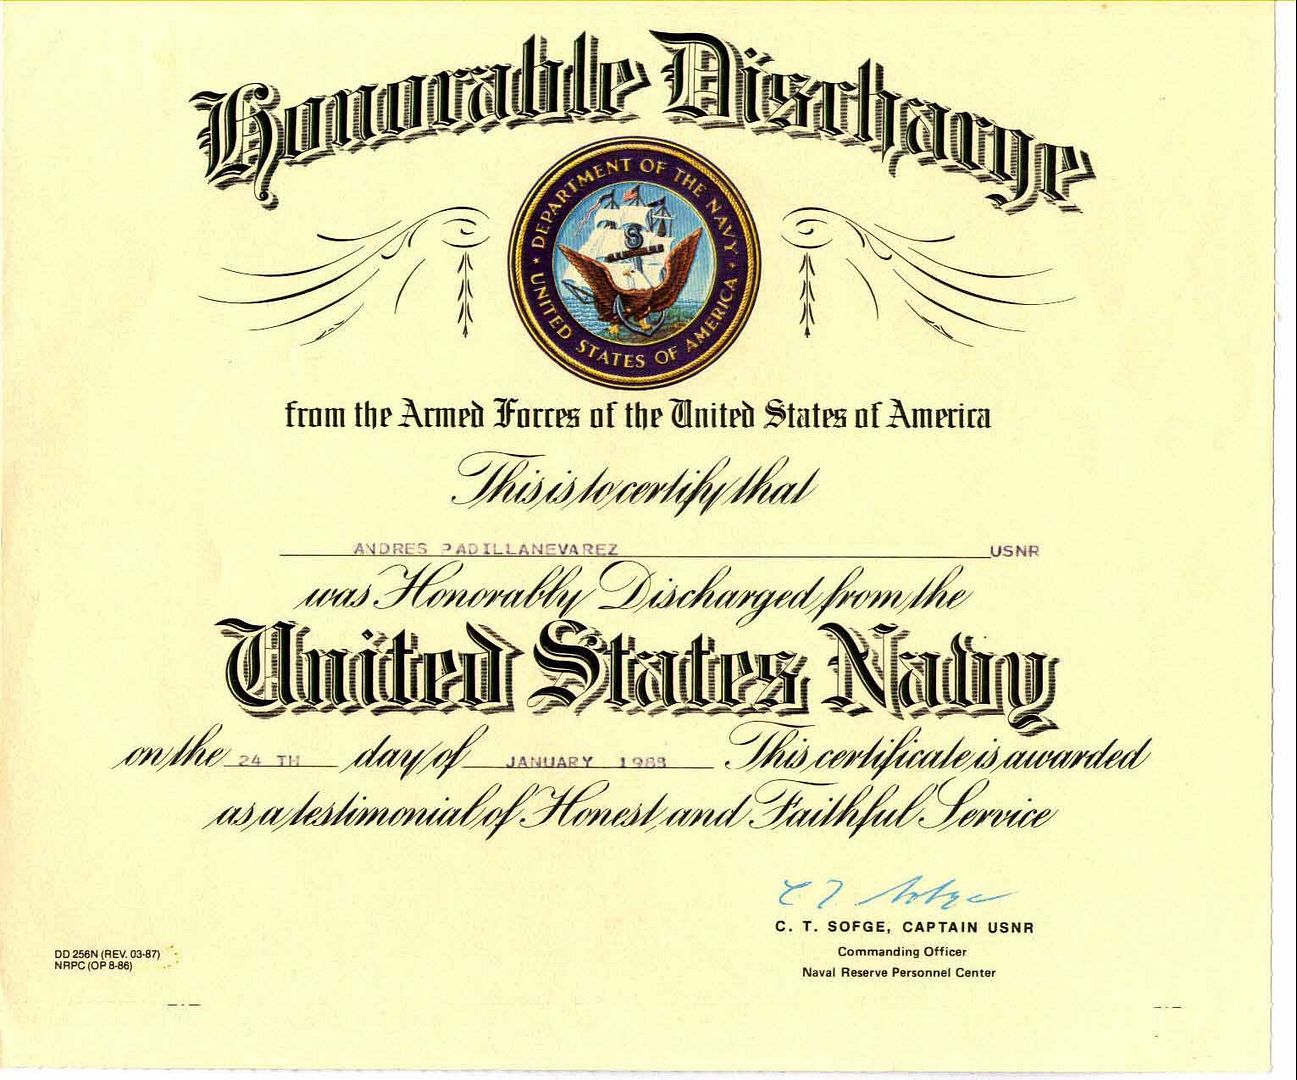 Honorable Discharge
DEPARTMENT OF THE NAVY
UNITED STATES OF AMERICA
from the Armed Forces of the United States of America
This is to certify that
ANDRES PADILLANEVAREZ USNR
was Honorably Discharged from the
United States Navy
on the 24 TH day of JANUARY 1988 This certificate is awarded
as a testimonial of Honest and Faithful Service
C T Sofge
C. T. SOFGE, CAPTAIN USNR
Commanding Officer
Naval Reserve Personnel Center
DD 256N (REV. 03-87)
NRPC (OP 8-86)